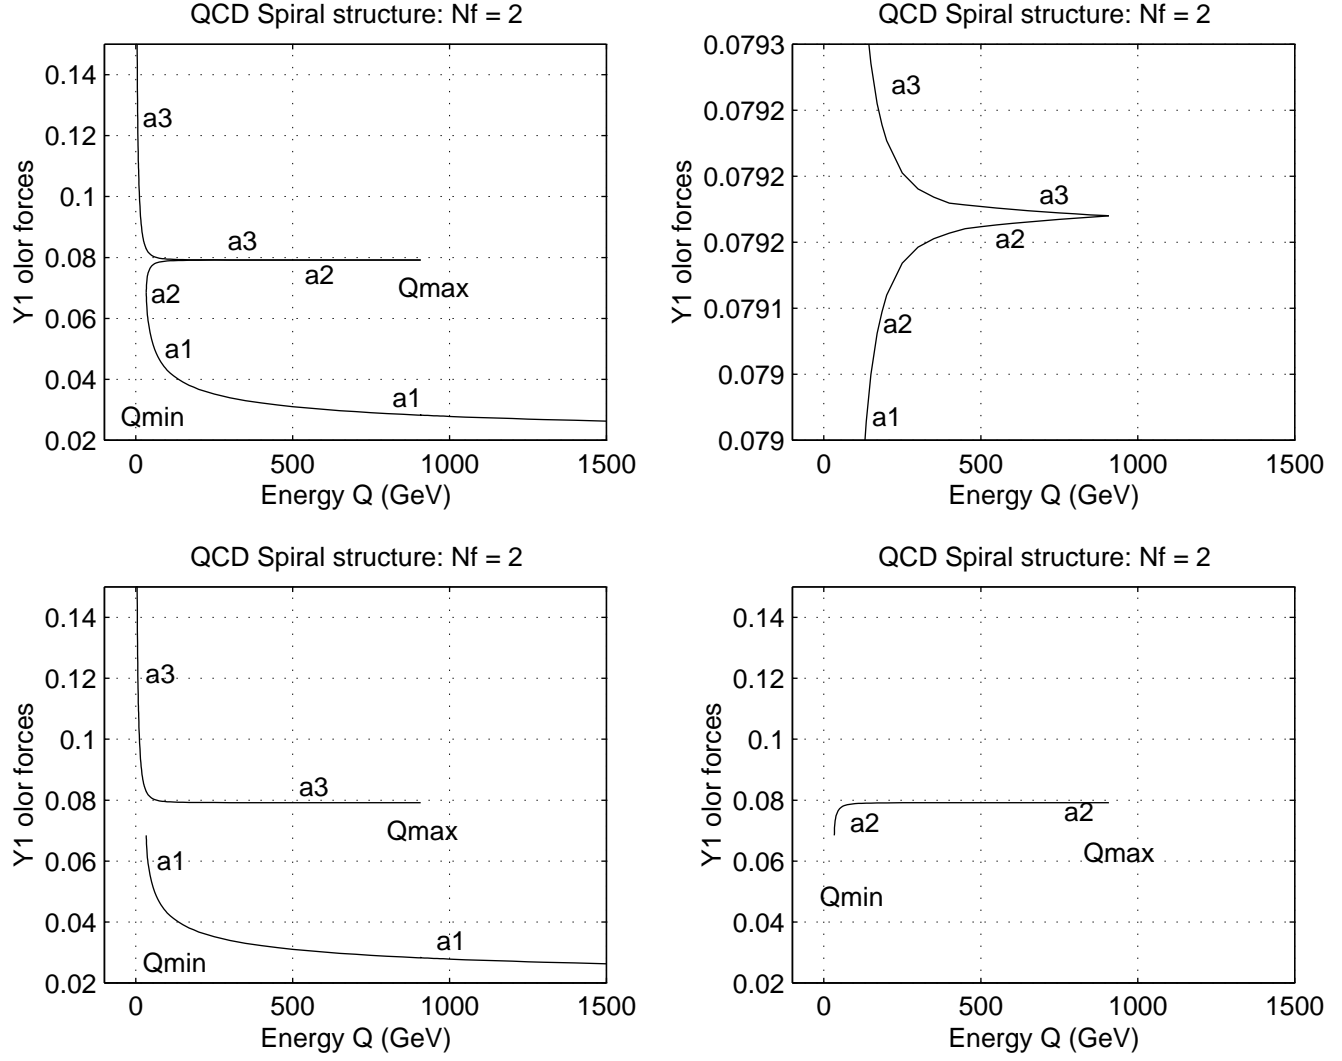 QCD Spiral structure: Nf = 2
Y1 olor forces
0.14
0.12
0.1
0.08
0.06
0.04
0.02
a3
a3
a2
Qmax
a2
a1
a1
Qmin
0
500
1000
1500
Energy Q (GeV)
QCD Spiral structure: Nf = 2
Y1 olor forces
0.0793
0.0792
0.0792
0.0792
0.0791
0.079
0.079
a3
a3
a2
a2
a1
0
500
1000
1500
Energy Q (GeV)
QCD Spiral structure: Nf = 2
Y1 olor forces
0.14
0.12
0.1
0.08
0.06
0.04
0.02
a3
a3
Qmax
a1
a1
Qmin
0
500
1000
1500
Energy Q (GeV)
QCD Spiral structure: Nf = 2
Y1 olor forces
0.14
0.12
0.1
0.08
0.06
0.04
0.02
a2
a2
Qmax
Qmin
0
500
1000
1500
Energy Q (GeV)